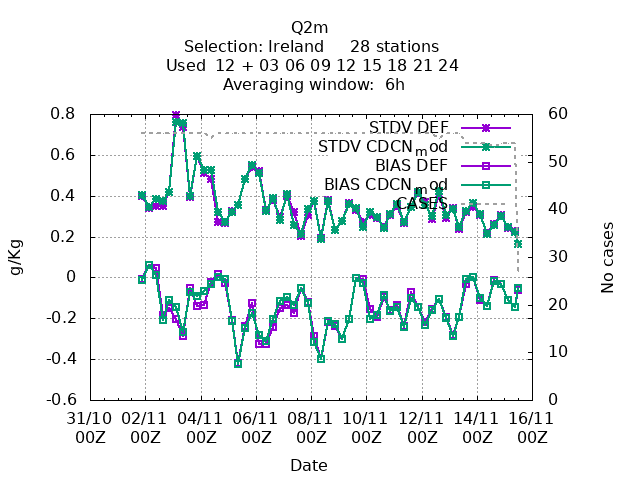 Q2m
Selection: Ireland 28 stations
Used 12 + 03 06 09 12 15 18 21 24
Averaging window: 6h
0.8
0.6
0.4
0.2
0
-0.2
-0.4
-0.6
g/Kg
STDV DEF
STDV CDCN_mod
BIAS DEF
BIAS CDCN_mod
CASES
60
50
40
30
20
10
0
No cases
31/10 02/11 04/11 06/11 08/11 10/11 12/11 14/11 16/11
00Z 00Z 00Z 00Z 00Z 00Z 00Z 00Z 00Z
Date